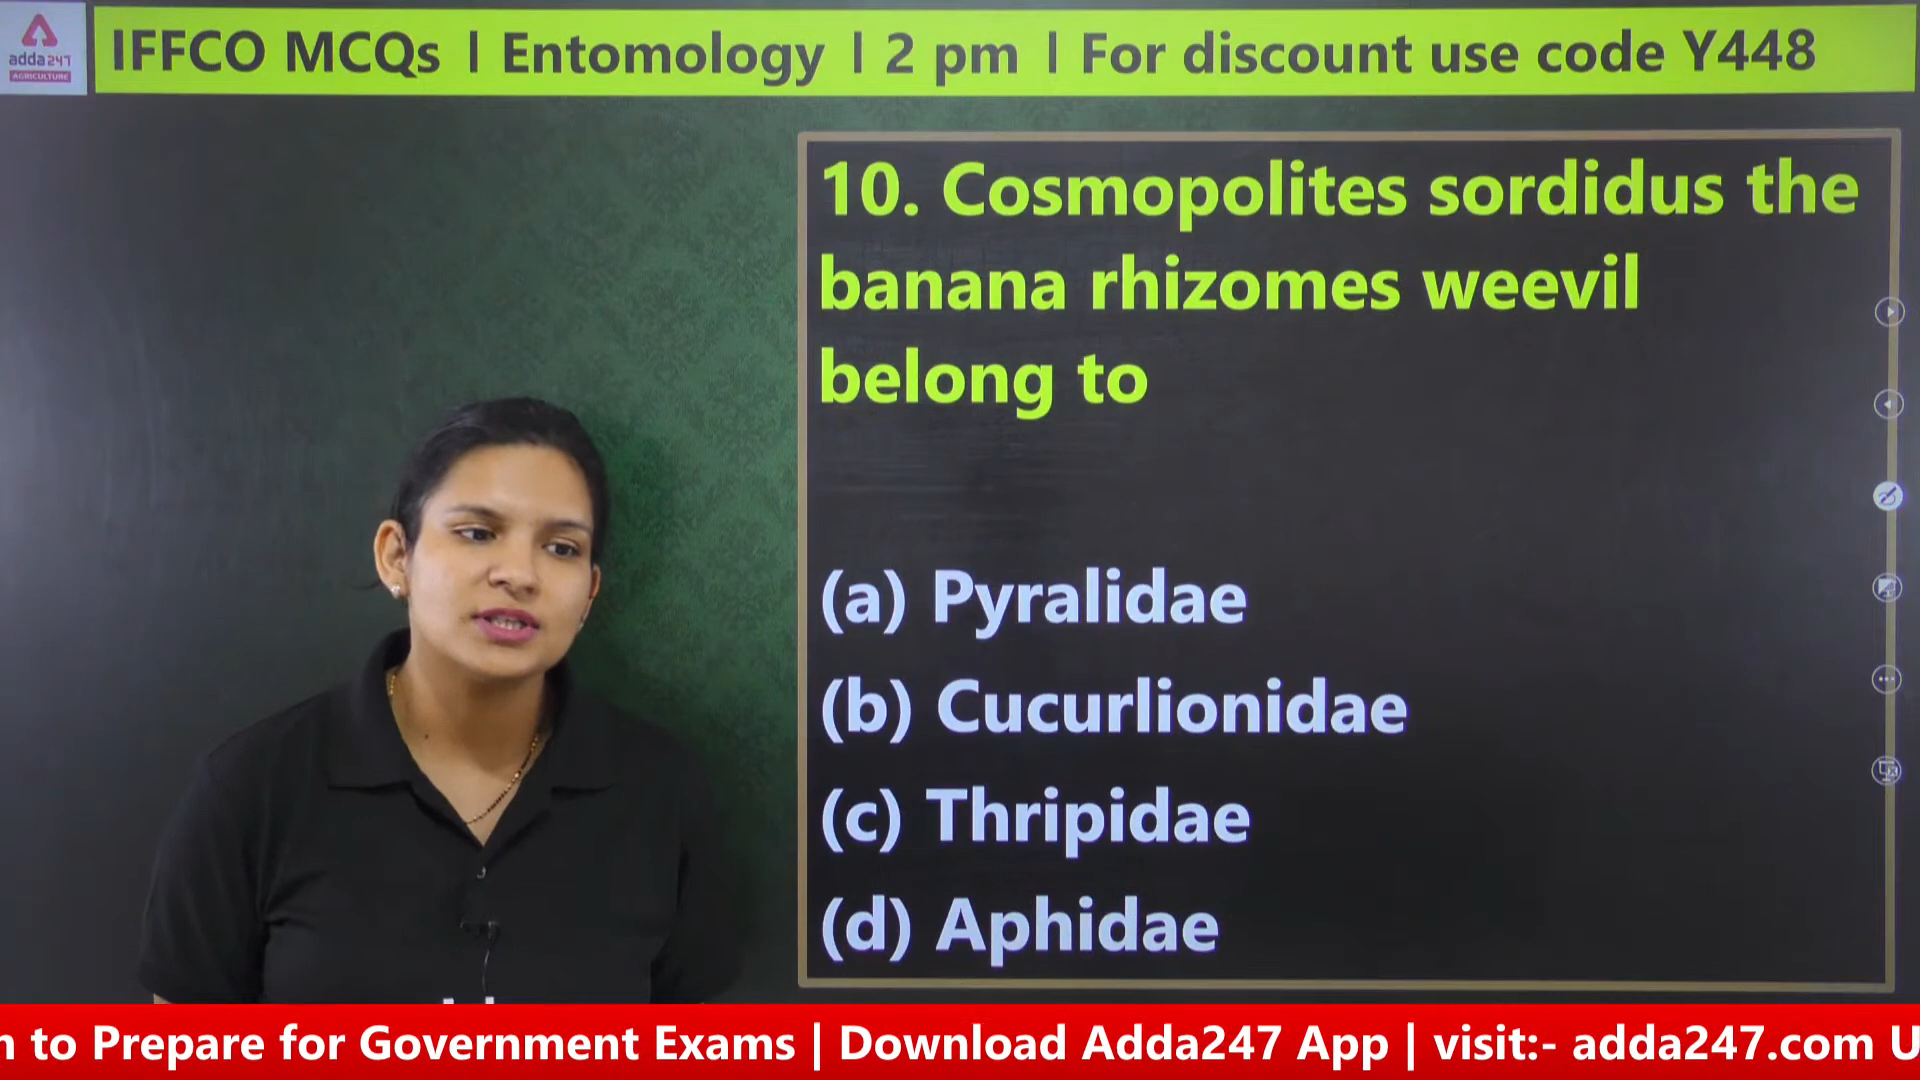 adda247
AGRICULTURE
IFFCO MCQs | Entomology | 2 pm | For discount use code Y448
10. Cosmopolites sordidus the
banana rhizomes weevil
belong to
(a) Pyralidae
(b) Cucurlionidae
(c) Thripidae
(d) Aphidae
to Prepare for Government Exams | Download Adda247 App | visit:- adda247.com